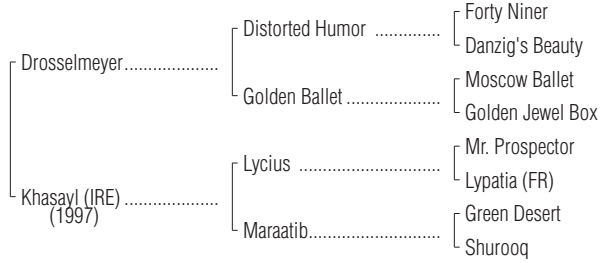 Forty Niner
Distorted Humor ..............
Danzig's Beauty
Drosselmeyer....................
Moscow Ballet
Golden Ballet ....................
Golden Jewel Box
Mr. Prospector
Lycius ..............................
Lypatia (FR)
Khasayl (IRE) ....................
(1997)
Green Desert
Maraatib............................
Shurooq